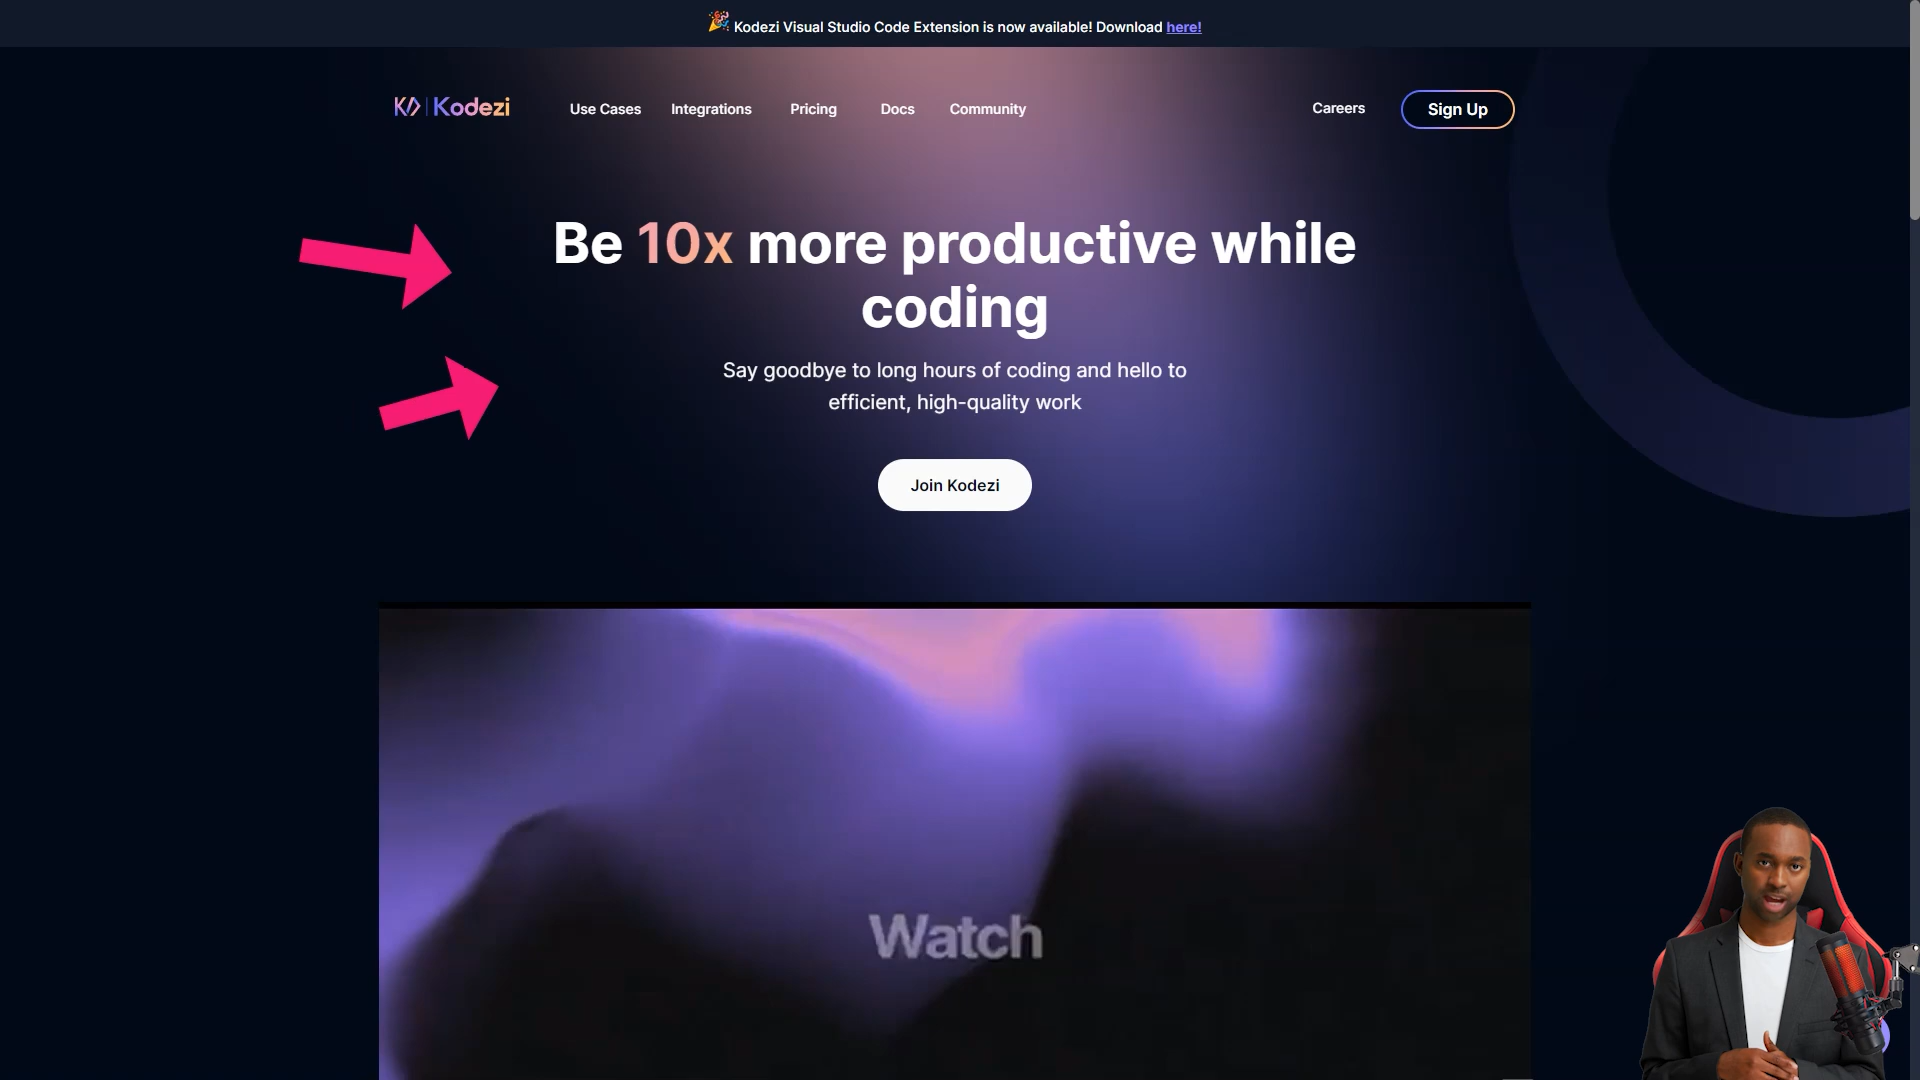 🎉 Kodezi Visual Studio Code Extension is now available! Download here!
K/> | Kodezi
Use Cases
Integrations
Pricing
Docs
Community
Careers
Sign Up
Be 10x more productive while
coding
Say goodbye to long hours of coding and hello to
efficient, high-quality work
Join Kodezi
Watch